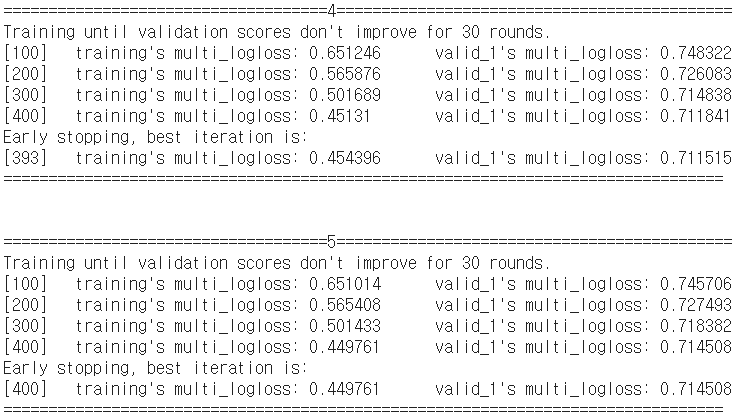 ====================================4============================================
Training until validation scores don't improve for 30 rounds.
[100]	training's multi_logloss: 0.651246	valid_1's multi_logloss: 0.748322
[200]	training's multi_logloss: 0.565876	valid_1's multi_logloss: 0.726083
[300]	training's multi_logloss: 0.501689	valid_1's multi_logloss: 0.714838
[400]	training's multi_logloss: 0.45131	valid_1's multi_logloss: 0.711841
Early stopping, best iteration is:
[393]	training's multi_logloss: 0.454396	valid_1's multi_logloss: 0.711515
================================================================================
====================================5============================================
Training until validation scores don't improve for 30 rounds.
[100]	training's multi_logloss: 0.651014	valid_1's multi_logloss: 0.745706
[200]	training's multi_logloss: 0.565408	valid_1's multi_logloss: 0.727493
[300]	training's multi_logloss: 0.501433	valid_1's multi_logloss: 0.718382
[400]	training's multi_logloss: 0.449761	valid_1's multi_logloss: 0.714508
Early stopping, best iteration is:
[400]	training's multi_logloss: 0.449761	valid_1's multi_logloss: 0.714508
================================================================================